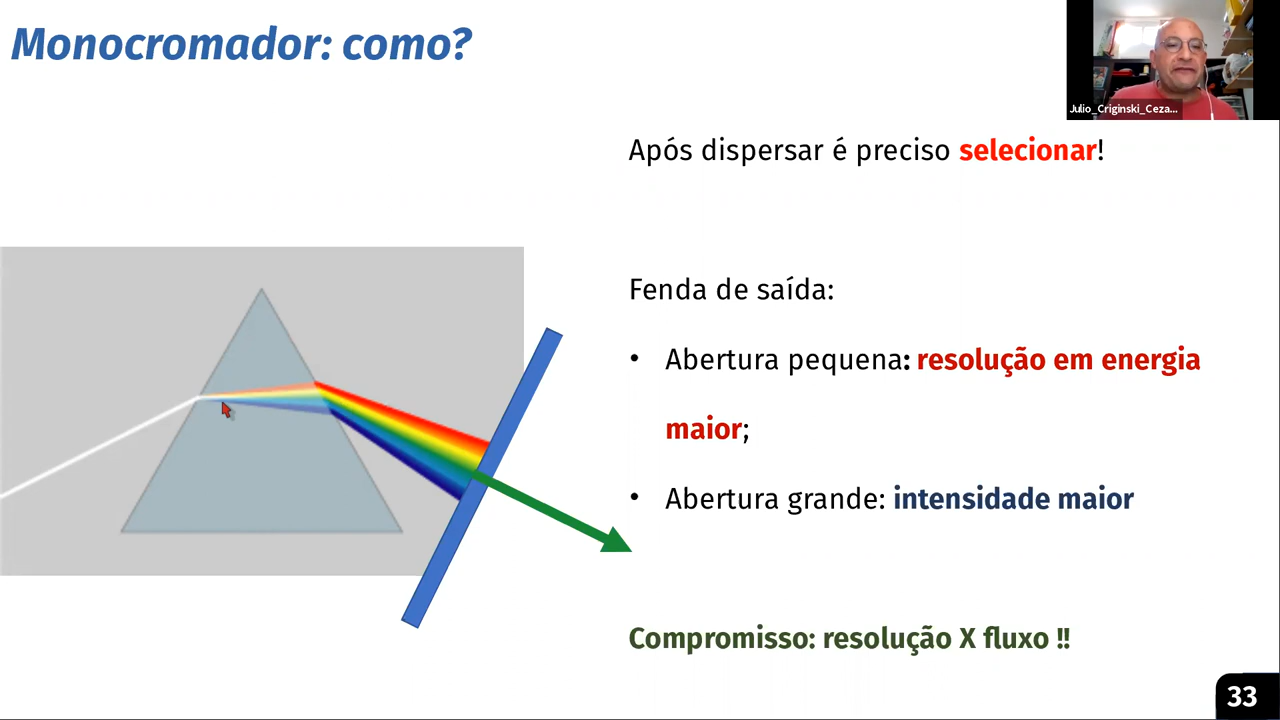 Monocromador: como?
Julio_Criginski_Ceza...
Após dispersar é preciso selecionar!
Fenda de saída:
• Abertura pequena: resolução em energia
maior;
• Abertura grande: intensidade maior
Compromisso: resolução X fluxo !!
33